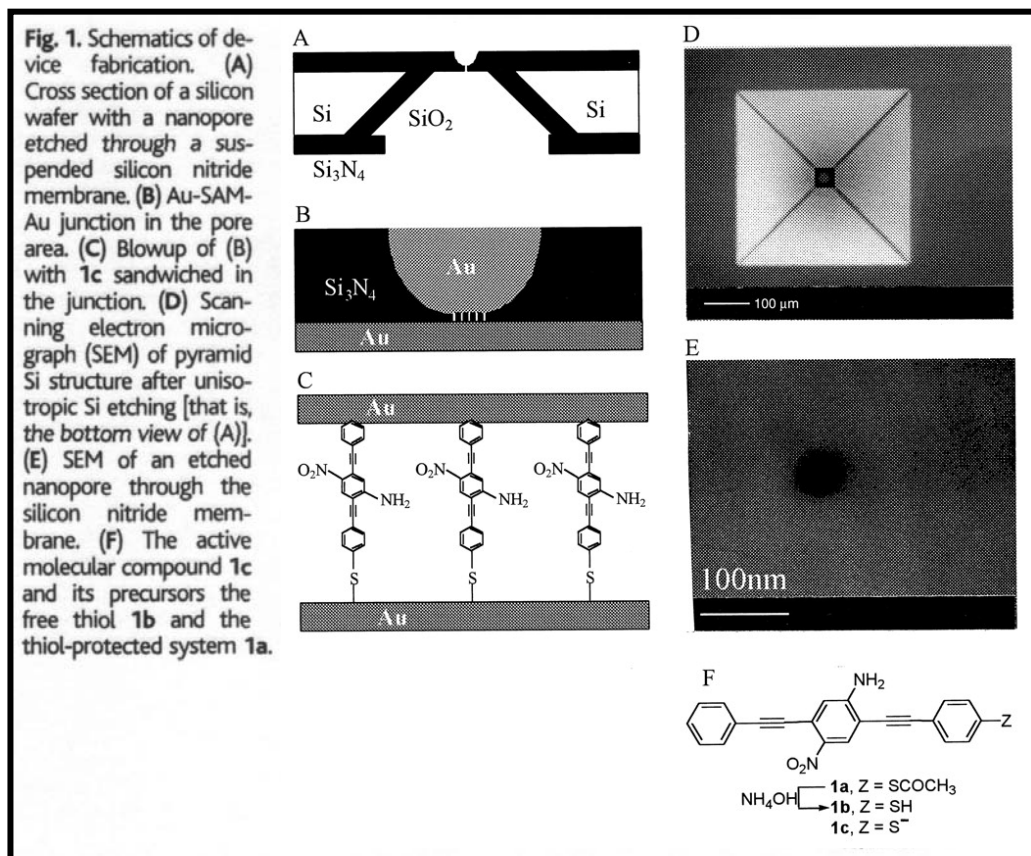 Fig. 1. Schematics of de-
vice fabrication. (A)
Cross section of a silicon
wafer with a nanopore
etched through a sus-
pended silicon nitride
membrane. (B) Au-SAM-
Au junction in the pore
area. (C) Blowup of (B)
with 1c sandwiched in
the junction. (D) Scan-
ning electron micro-
graph (SEM) of pyramid
Si structure after uniso-
tropic Si etching [that is,
the bottom view of (A)].
(E) SEM of an etched
nanopore through the
silicon nitride mem-
brane. (F) The active
molecular compound 1c
and its precursors the
free thiol 1b and the
thiol-protected system 1a.
A
Si
SiO₂
Si
Si₃N₄
B
Au
Si₃N₄
Au
C
Au
O₂N
NH₂
O₂N
NH₂
O₂N
NH₂
S
S
S
Au
D
100 μm
E
100nm
F
NH₂
Z
O₂N
1a, Z = SCOCH₃
NH₄OH
1b, Z = SH
1c, Z = S⁻